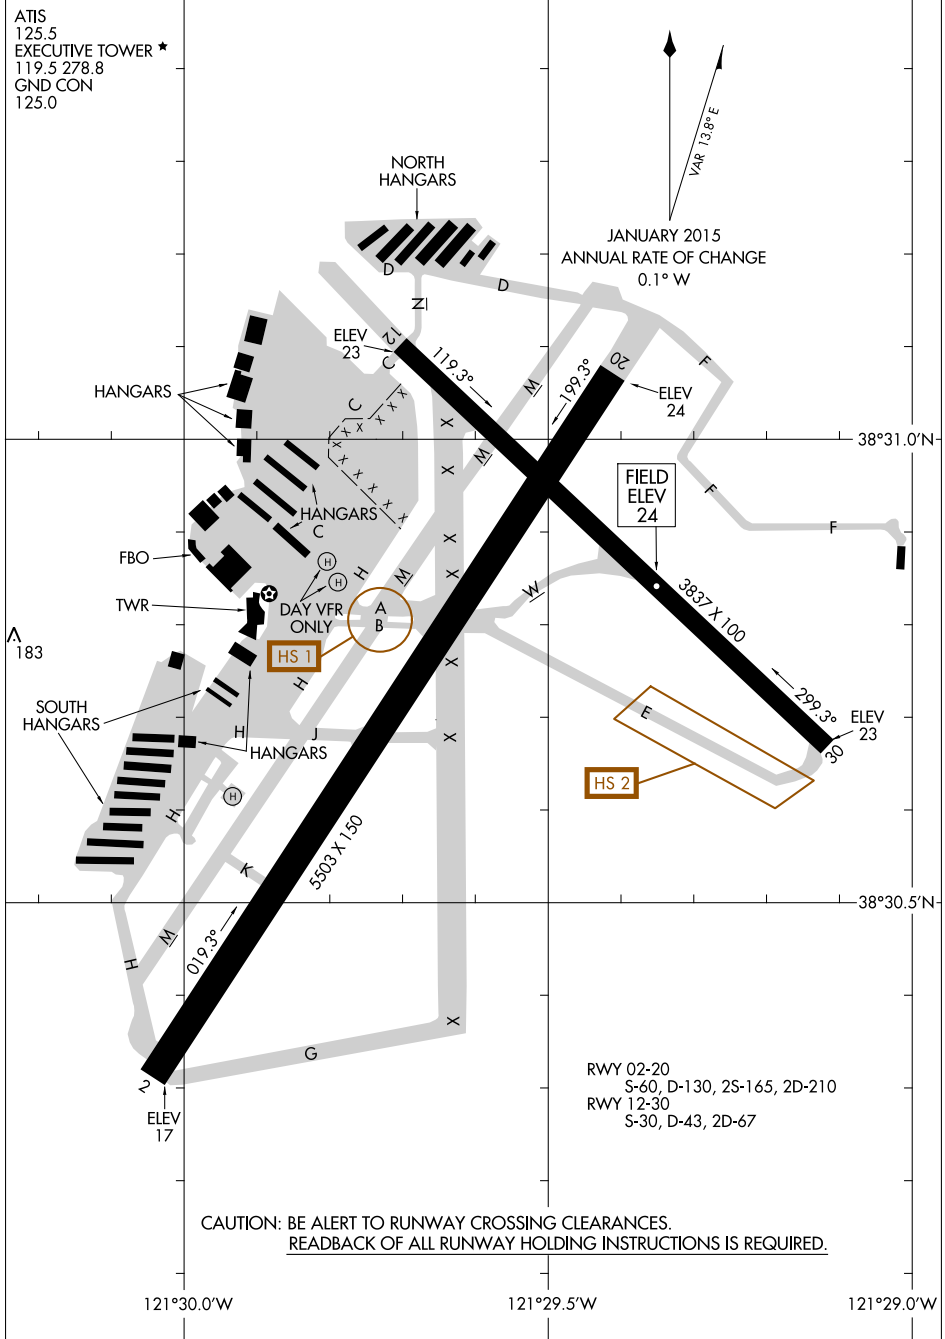 ATIS
125.5
EXECUTIVE TOWER ★
119.5 278.8
GND CON
125.0
VAR 13.8° E
JANUARY 2015
ANNUAL RATE OF CHANGE
0.1° W
NORTH
HANGARS
D
D
N
ELEV
23
12
C
119.3°
M
199.3°
20
F
ELEV
24
HANGARS
C
X
X
X
X
X
X
X
X
X
X
X
X
X
M
38°31.0'N
FIELD
ELEV
24
F
F
HANGARS
C
X
FBO
H
H
DAY VFR
ONLY
H
M
X
W
TWR
A
B
X
3837 X 100
183
HS 1
X
H
299.3°
ELEV
23
30
E
SOUTH
HANGARS
H
J
X
HANGARS
HS 2
H
H
K
5503 X 150
38°30.5'N
019.3°
M
H
X
G
2
ELEV
17
RWY 02-20
S-60, D-130, 2S-165, 2D-210
RWY 12-30
S-30, D-43, 2D-67
CAUTION: BE ALERT TO RUNWAY CROSSING CLEARANCES.
READBACK OF ALL RUNWAY HOLDING INSTRUCTIONS IS REQUIRED.
121°30.0'W
121°29.5'W
121°29.0'W